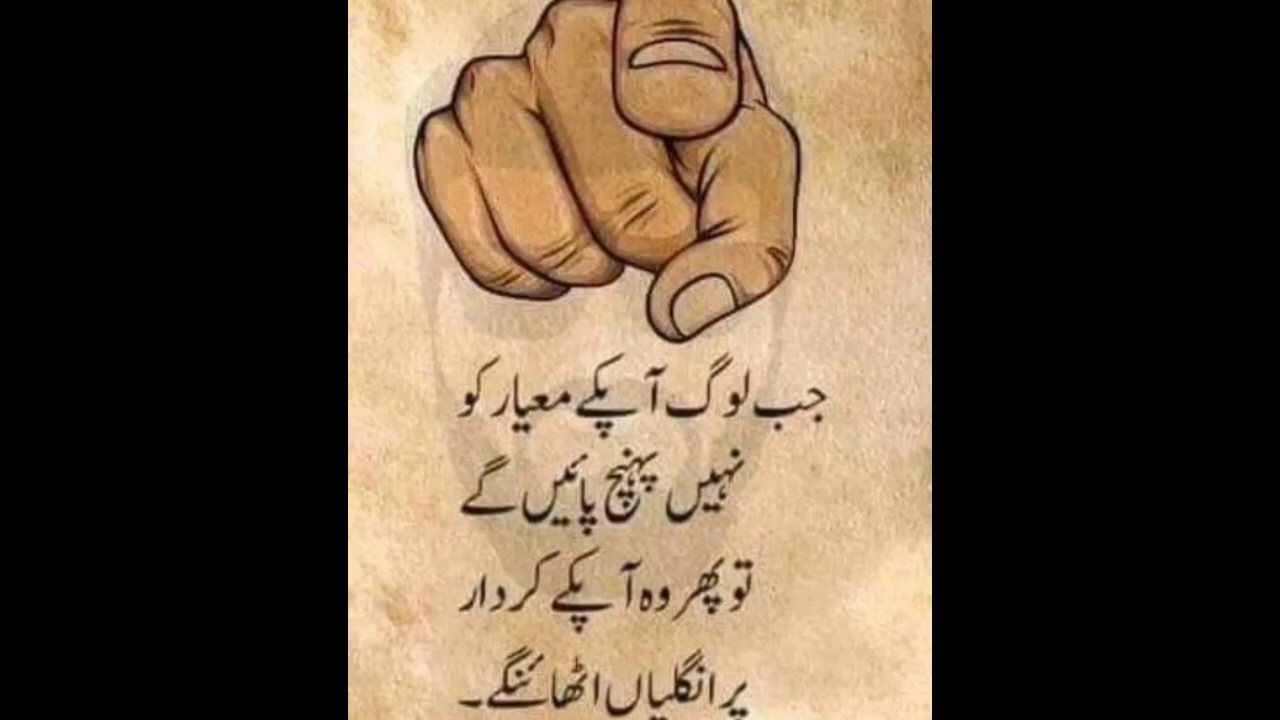 جب لوگ آپکے معیار کو
نہیں پہنچ پائیں گے
تو پھر وہ آپکے کردار
پر انگلیاں اٹھائنگے۔